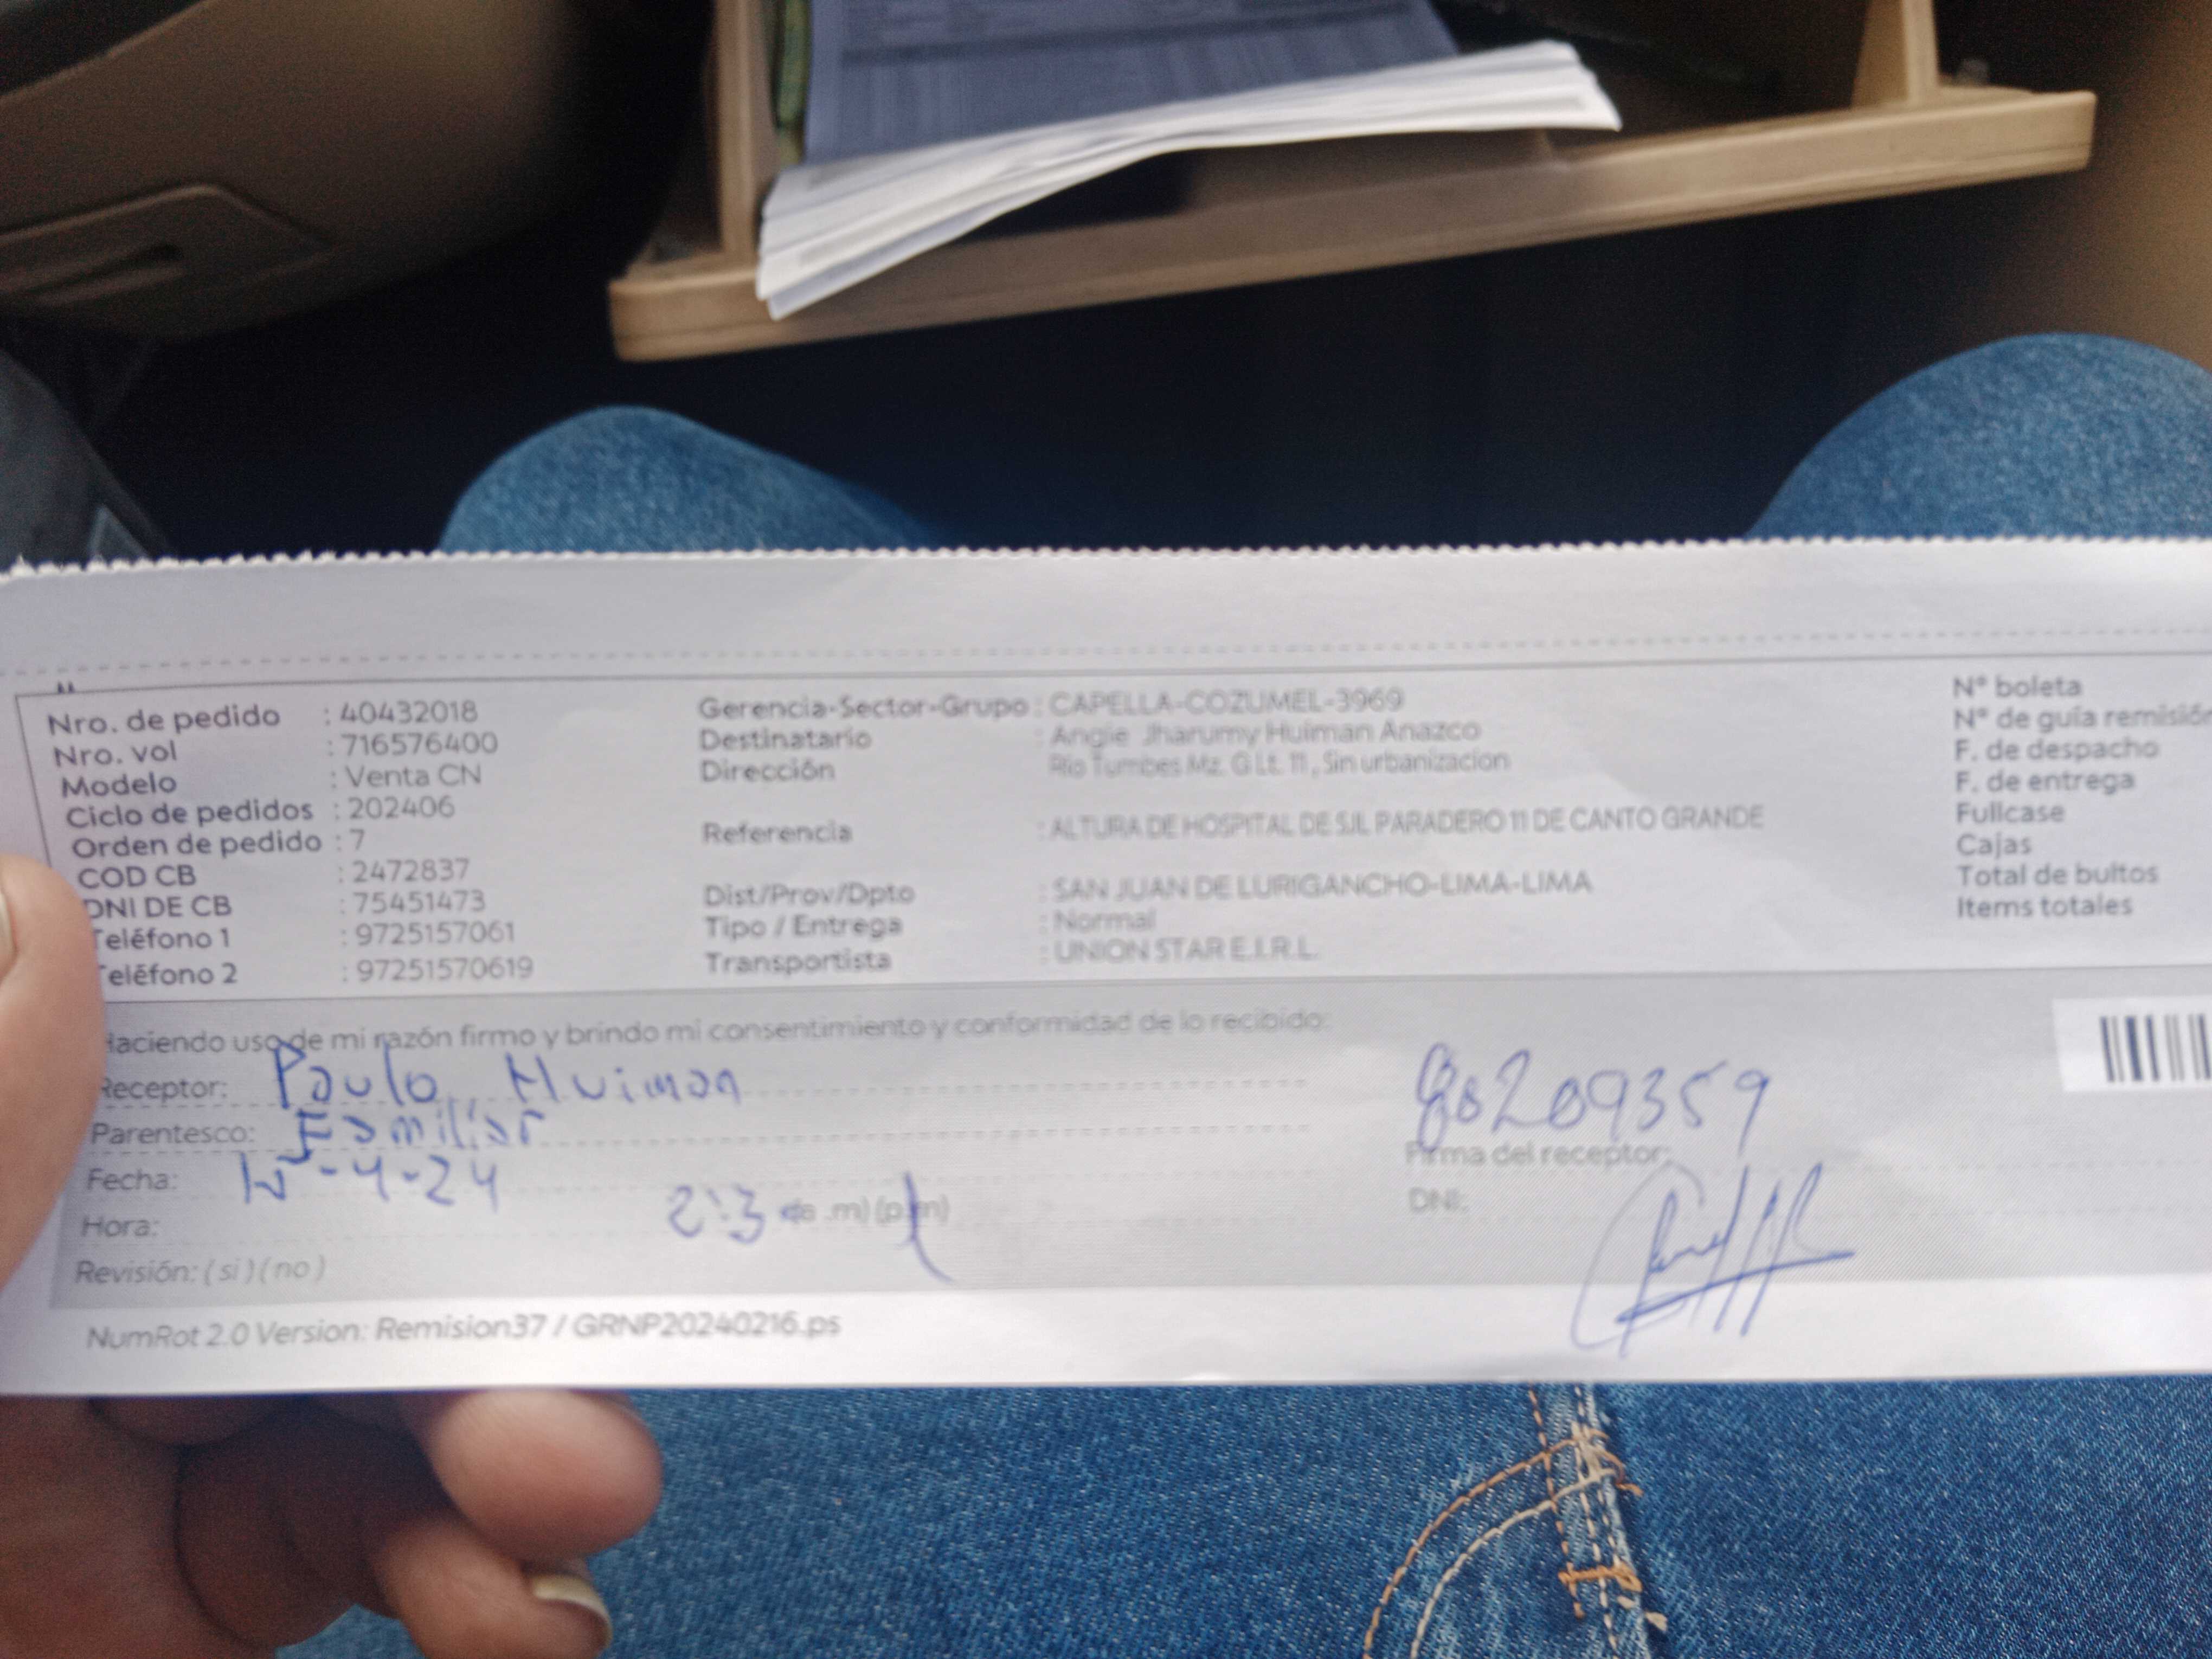 Nro. de pedido : 40432018
Nro. vol : 716576400
Modelo : Venta CN
Ciclo de pedidos : 202406
Orden de pedido : 7
COD CB : 2472837
DNI DE CB : 75451473
Teléfono 1 : 9725157061
Teléfono 2 : 97251570619
Gerencia-Sector-Grupo : CAPELLA-COZUMEL-3969
Destinatario : Angie Jharumy Huiman Anazco
Dirección : Rio Tumbes Mz. G Lt. 11 , Sin urbanizacion
Referencia : ALTURA DE HOSPITAL DE SJL PARADERO 11 DE CANTO GRANDE
Dist/Prov/Dpto : SAN JUAN DE LURIGANCHO-LIMA-LIMA
Tipo / Entrega : Normal
Transportista : UNION STAR E.I.R.L.
N° boleta
N° de guía remisió
F. de despacho
F. de entrega
Fullcase
Cajas
Total de bultos
Items totales
Haciendo uso de mi razón firmo y brindo mi consentimiento y conformidad de lo recibido:
Receptor: Paulo Huiman
Parentesco: Familiar
Fecha: -4-24
Hora: (p.m)
Revisión: ( si ) ( no )
80209359
Firma del receptor:
DNI:
NumRot 2.0 Version: Remision37 / GRNP20240216.ps